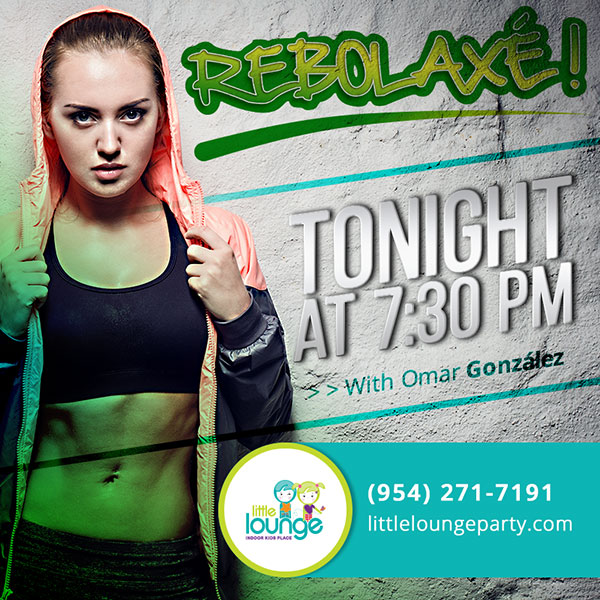 REBOLAXÉ!
TONIGHT
AT 7:30 PM
> > With Omar González
little
lounge
INDOOR KIDS PLACE
(954) 271-7191
littleloungeparty.com